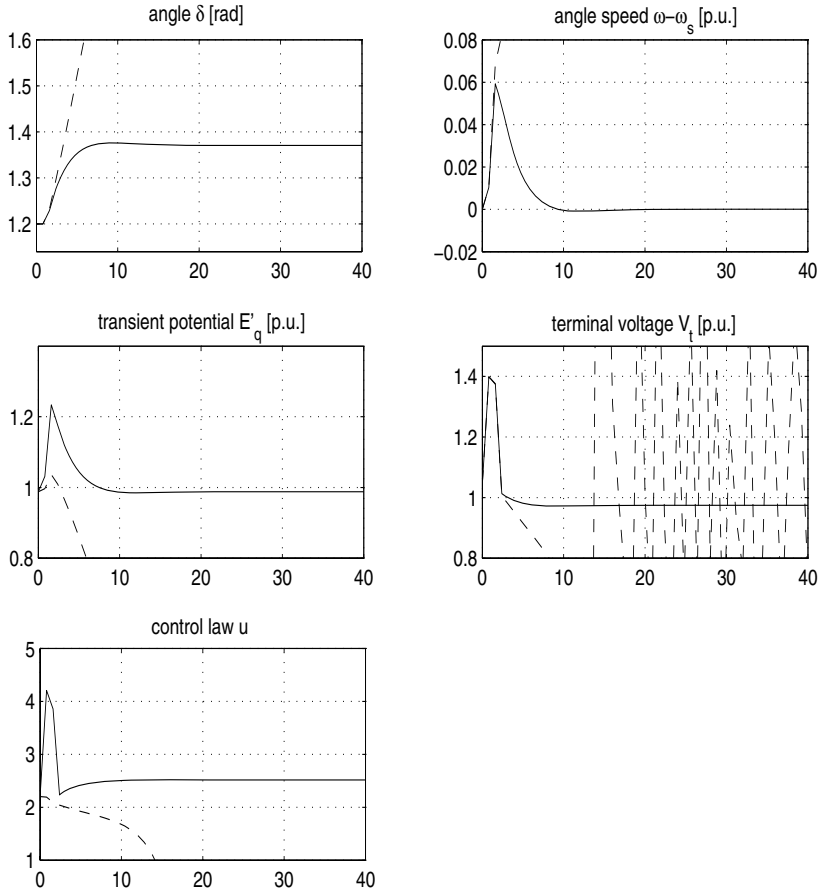 angle δ [rad]
1.6
1.5
1.4
1.3
1.2
0 10 20 30 40
angle speed ω−ω_s [p.u.]
0.08
0.06
0.04
0.02
0
−0.02
0 10 20 30 40
transient potential E'_q [p.u.]
1.2
1
0.8
0 10 20 30 40
terminal voltage V_t [p.u.]
1.4
1.2
1
0.8
0 10 20 30 40
control law u
5
4
3
2
1
0 10 20 30 40